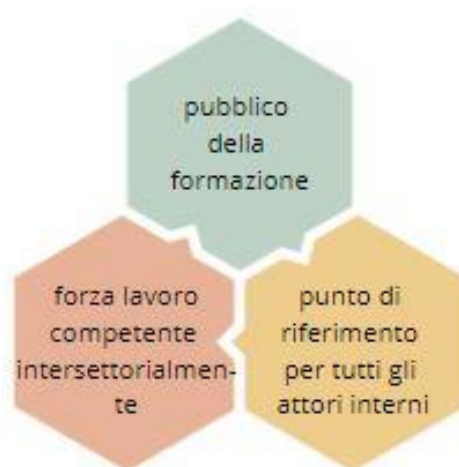 pubblico
della
formazione
forza lavoro
competente
intersettorialmen-
te
punto di
riferimento
per tutti gli
attori interni